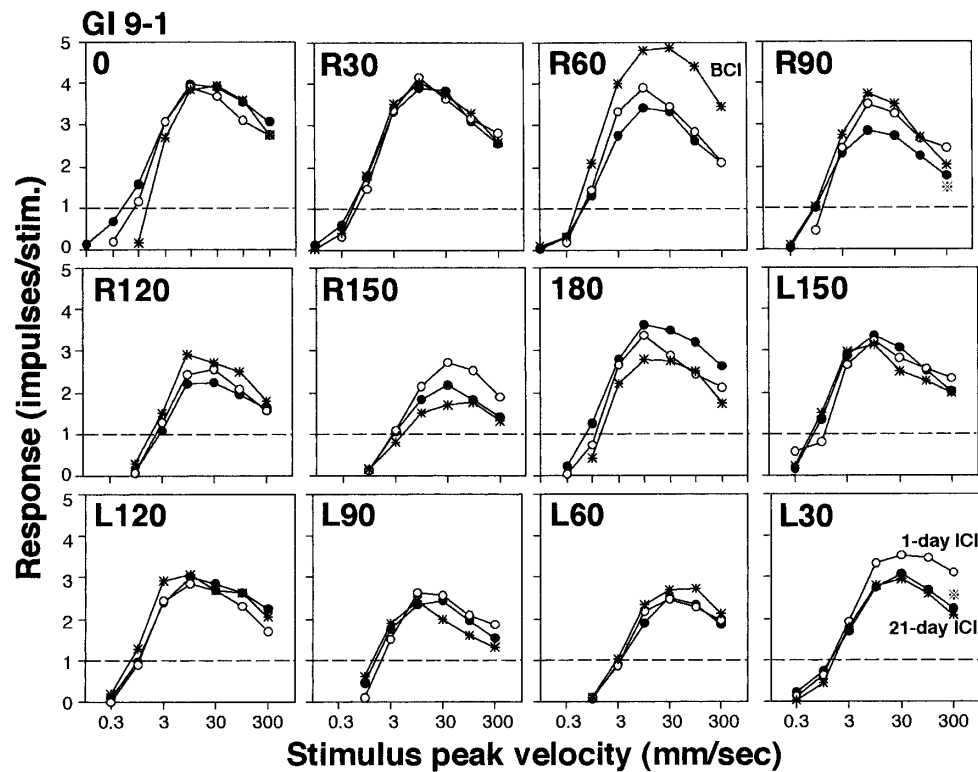 GI 9-1
5
4
3
2
1
0
0
R30
R60
BCI
R90
※
5
4
3
2
1
0
R120
R150
180
L150
5
4
3
2
1
0
L120
L90
L60
L30
1-day ICI
※
21-day ICI
0.3 3 30 300
0.3 3 30 300
0.3 3 30 300
0.3 3 30 300
Response (impulses/stim.)
Stimulus peak velocity (mm/sec)